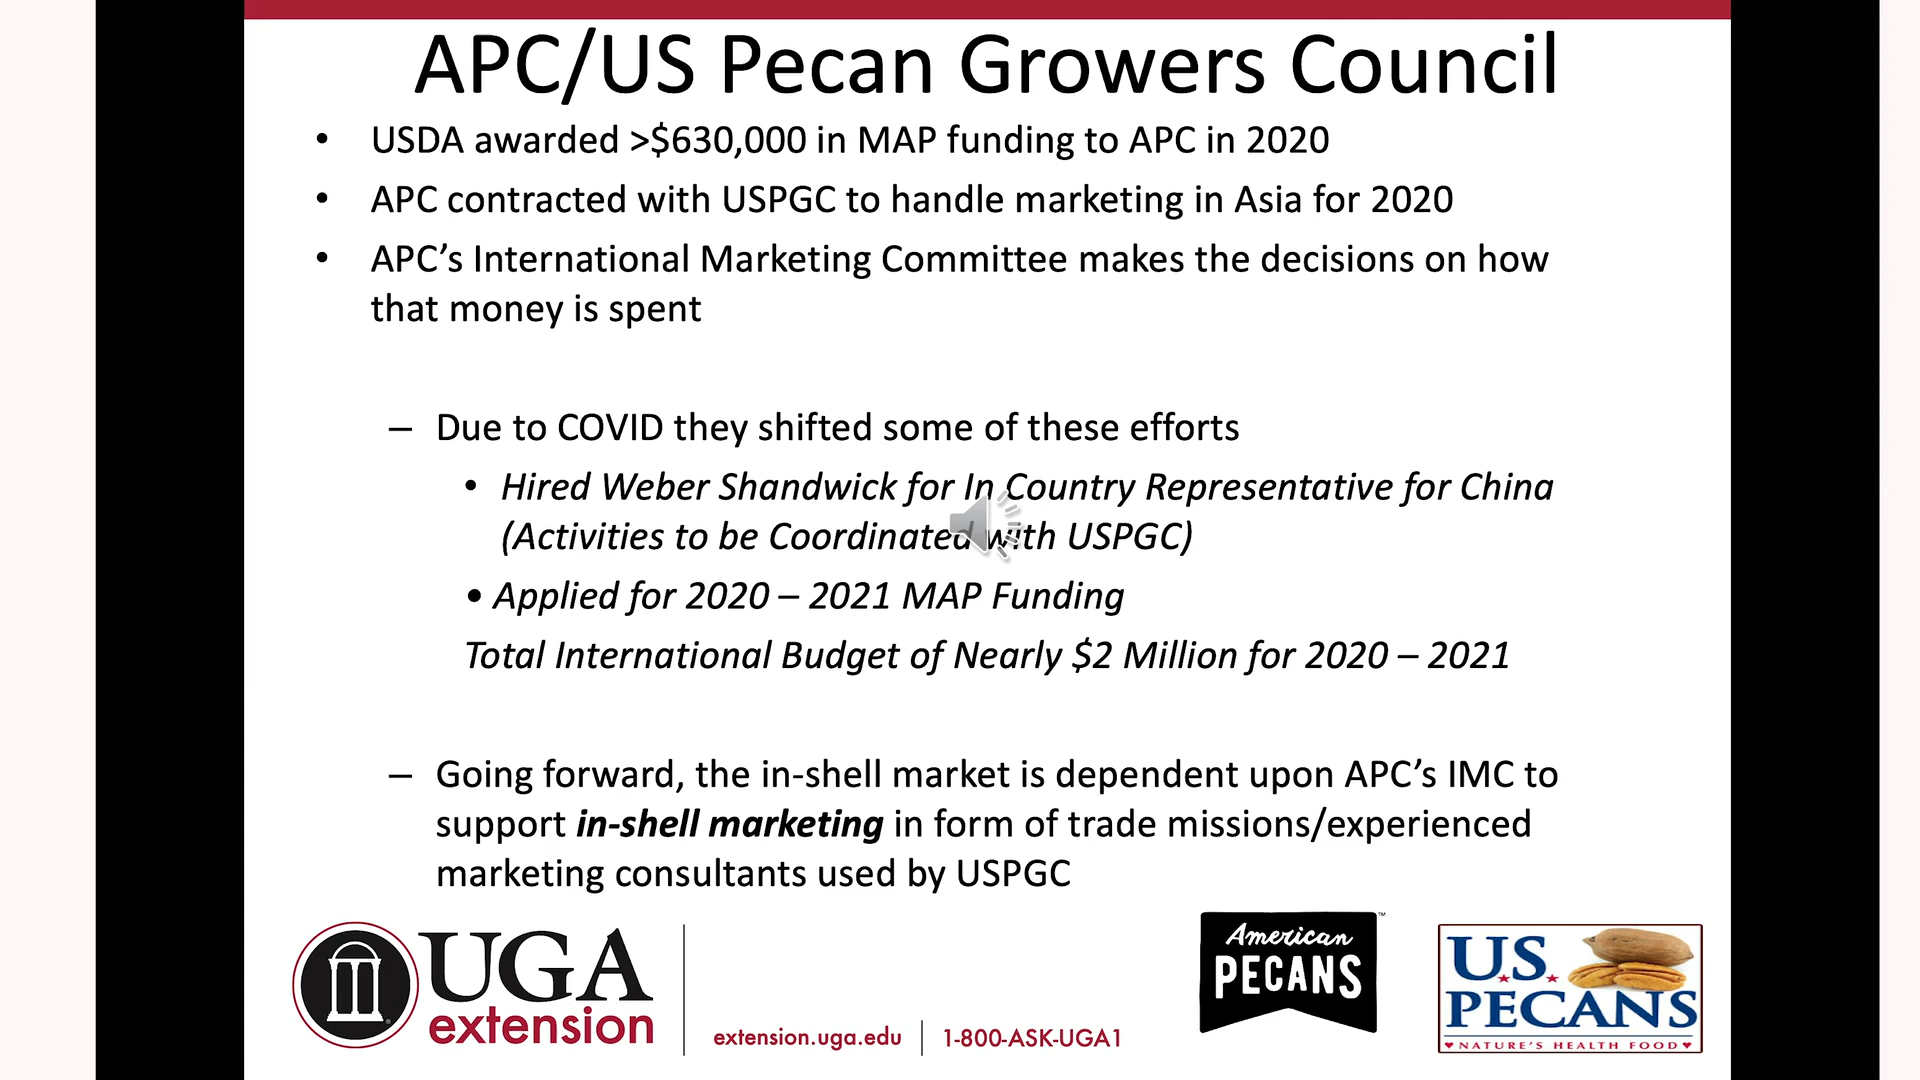 APC/US Pecan Growers Council
• USDA awarded >$630,000 in MAP funding to APC in 2020
• APC contracted with USPGC to handle marketing in Asia for 2020
• APC’s International Marketing Committee makes the decisions on how
that money is spent
– Due to COVID they shifted some of these efforts
• Hired Weber Shandwick for In Country Representative for China
(Activities to be Coordinated with USPGC)
• Applied for 2020 – 2021 MAP Funding
Total International Budget of Nearly $2 Million for 2020 – 2021
– Going forward, the in-shell market is dependent upon APC’s IMC to
support in-shell marketing in form of trade missions/experienced
marketing consultants used by USPGC
UGA
extension
extension.uga.edu | 1-800-ASK-UGA1
American
PECANS™
U.S.
PECANS
♥NATURE'S HEALTH FOOD♥